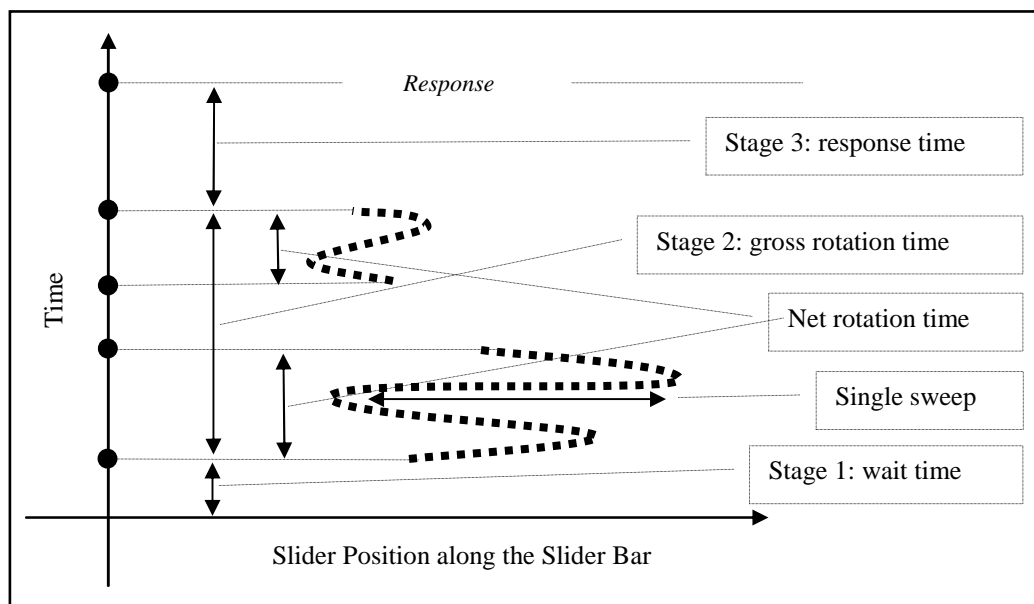 Response
Stage 3: response time
Stage 2: gross rotation time
Time
Net rotation time
Single sweep
Stage 1: wait time
Slider Position along the Slider Bar